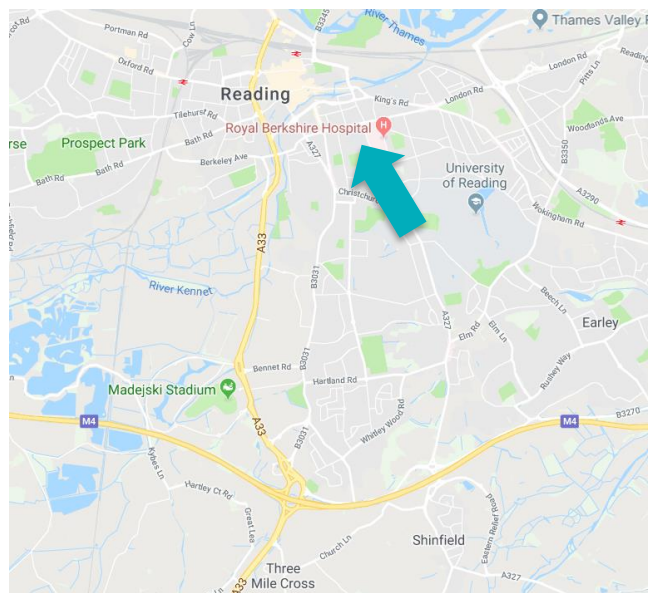 River Thames
Thames Valley
B3345
Portman Rd
Cow Ln
Oxford Rd
London Rd
Reading
Pitts Ln
Reading
King's Rd
London Rd
Tilehurst Rd
Royal Berkshire Hospital
H
Woodlands Ave
Prospect Park
Bath Rd
A327
Berkeley Ave
University
of Reading
B3350
Bath Rd
Bath Rd
Christchurch
A3290
Wokingham Rd
A33
B3031
River Kennet
Beech Ln
A327
Elm Rd
Elm Ln
Earley
B3031
Bennet Rd
Hartland Rd
Rushey Way
Madejski Stadium
M4
A33
Whitley Wood Rd
M4
B3270
B3031
Kybes Ln
Hartley Ct Rd
Great Lea
Eastern Relief Road
Church Ln
Shinfield
Three
Mile Cross
A327
A33